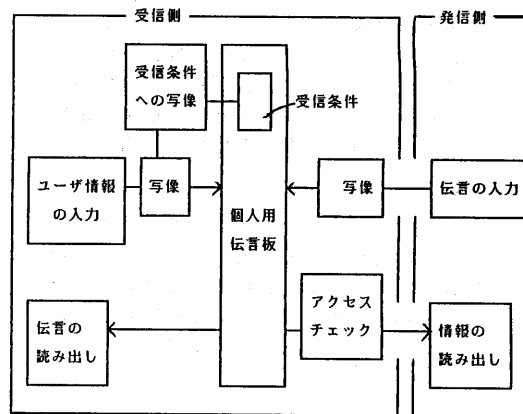 受信側
発信側
受信条件
への写像
受信条件
ユーザ情報
の入力
写像
個人用
伝言板
写像
伝言の入力
伝言の
読み出し
アクセス
チェック
情報の
読み出し